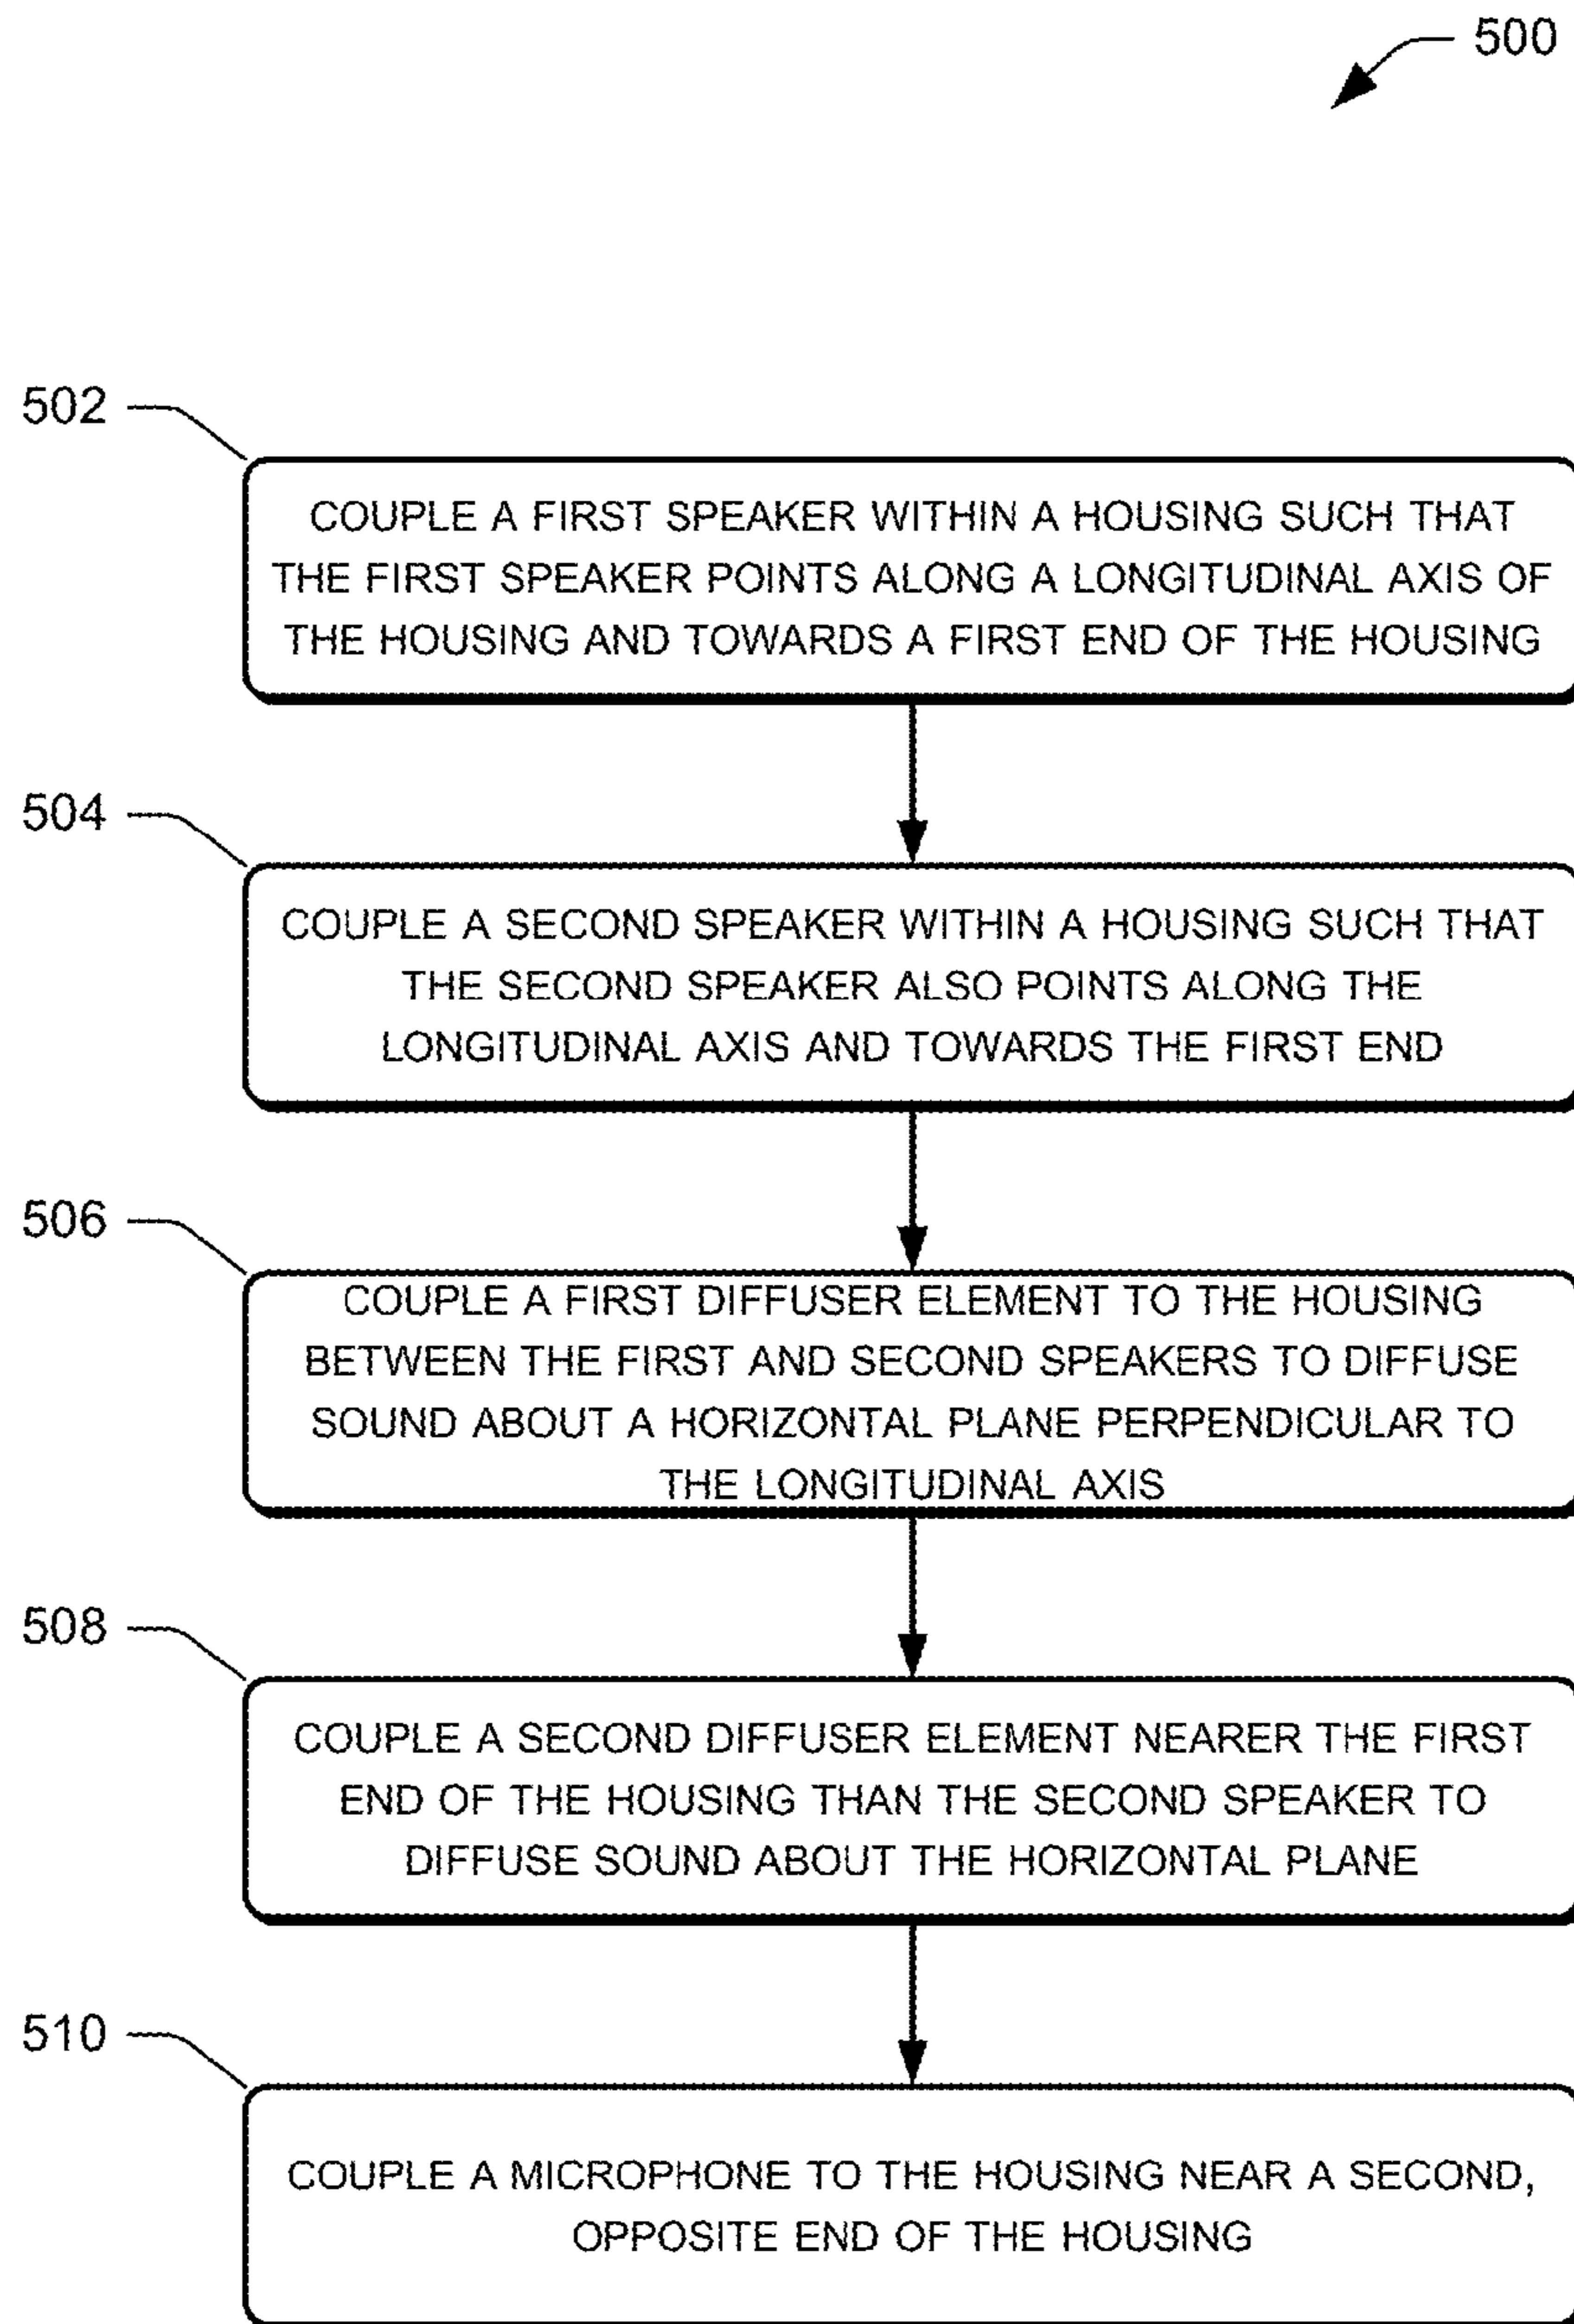 500
502
COUPLE A FIRST SPEAKER WITHIN A HOUSING SUCH THAT
THE FIRST SPEAKER POINTS ALONG A LONGITUDINAL AXIS OF
THE HOUSING AND TOWARDS A FIRST END OF THE HOUSING
504
COUPLE A SECOND SPEAKER WITHIN A HOUSING SUCH THAT
THE SECOND SPEAKER ALSO POINTS ALONG THE
LONGITUDINAL AXIS AND TOWARDS THE FIRST END
506
COUPLE A FIRST DIFFUSER ELEMENT TO THE HOUSING
BETWEEN THE FIRST AND SECOND SPEAKERS TO DIFFUSE
SOUND ABOUT A HORIZONTAL PLANE PERPENDICULAR TO
THE LONGITUDINAL AXIS
508
COUPLE A SECOND DIFFUSER ELEMENT NEARER THE FIRST
END OF THE HOUSING THAN THE SECOND SPEAKER TO
DIFFUSE SOUND ABOUT THE HORIZONTAL PLANE
510
COUPLE A MICROPHONE TO THE HOUSING NEAR A SECOND,
OPPOSITE END OF THE HOUSING